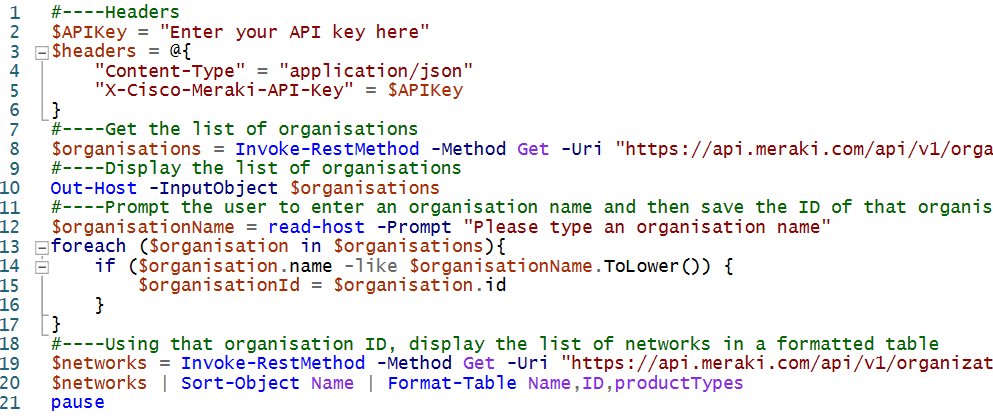 1 #----Headers
2 $APIKey = "Enter your API key here"
3 $headers = @{
4 "Content-Type" = "application/json"
5 "X-Cisco-Meraki-API-Key" = $APIKey
6 }
7 #----Get the list of organisations
8 $organisations = Invoke-RestMethod -Method Get -Uri "https://api.meraki.com/api/v1/orga
9 #----Display the list of organisations
10 Out-Host -InputObject $organisations
11 #----Prompt the user to enter an organisation name and then save the ID of that organis
12 $organisationName = read-host -Prompt "Please type an organisation name"
13 foreach ($organisation in $organisations){
14 if ($organisation.name -like $organisationName.ToLower()) {
15 $organisationId = $organisation.id
16 }
17 }
18 #----Using that organisation ID, display the list of networks in a formatted table
19 $networks = Invoke-RestMethod -Method Get -Uri "https://api.meraki.com/api/v1/organizat
20 $networks | Sort-Object Name | Format-Table Name,ID,productTypes
21 pause